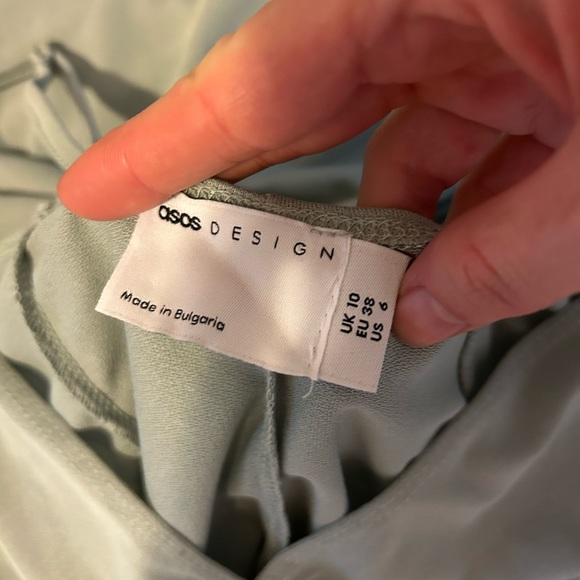 asos DESIGN
Made in Bulgaria
UK 10
EU 38
US 6